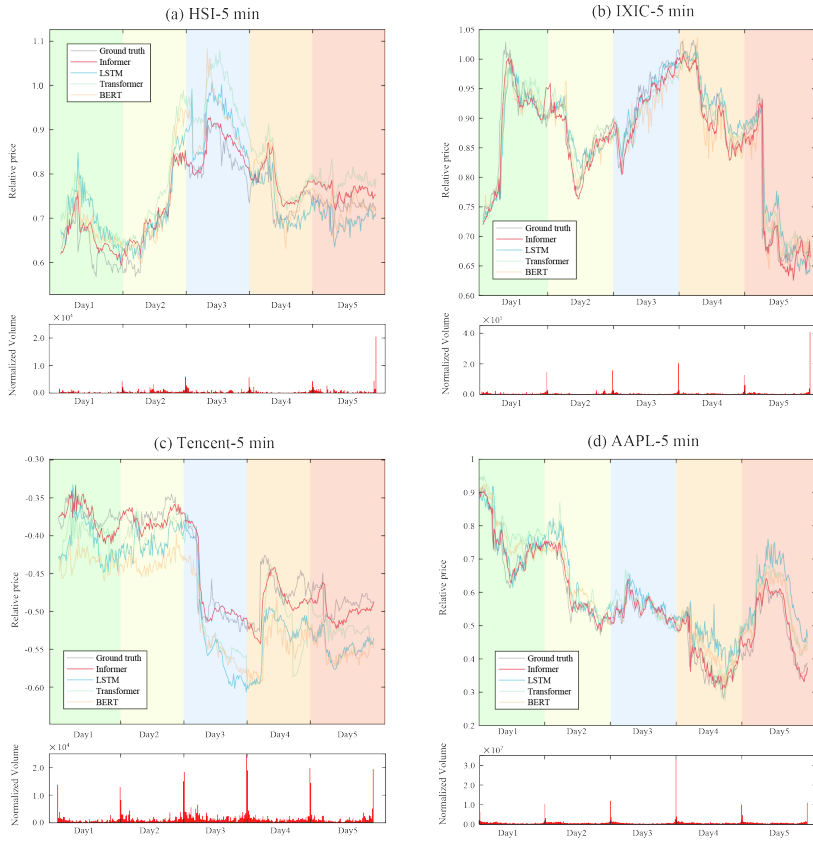 (a) HSI-5 min
1.1
1.0
0.9
0.8
0.7
0.6
Relative price
Ground truth
Informer
LSTM
Transformer
BERT
Day1 Day2 Day3 Day4 Day5
Normalized Volume
2.0
1.0
0.0
Day1 Day2 Day3 Day4 Day5
(b) IXIC-5 min
1.05
1.00
0.95
0.90
0.85
0.80
0.75
0.70
0.65
0.60
Relative price
Ground truth
Informer
LSTM
Transformer
BERT
Day1 Day2 Day3 Day4 Day5
Normalized Volume
4.0
2.0
0.0
Day1 Day2 Day3 Day4 Day5
(c) Tencent-5 min
-0.30
-0.35
-0.40
-0.45
-0.50
-0.55
-0.60
Relative price
Ground truth
Informer
LSTM
Transformer
BERT
Day1 Day2 Day3 Day4 Day5
Normalized Volume
×10⁴
2.0
1.0
0.0
Day1 Day2 Day3 Day4 Day5
(d) AAPL-5 min
1
0.9
0.8
0.7
0.6
0.5
0.4
0.3
0.2
Relative price
Ground truth
Informer
LSTM
Transformer
BERT
Day1 Day2 Day3 Day4 Day5
Normalized Volume
×10⁷
3.0
2.0
1.0
0.0
Day1 Day2 Day3 Day4 Day5